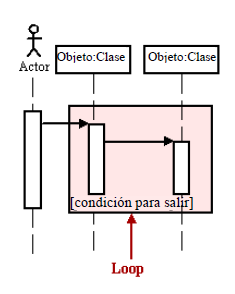 Objeto:Clase Objeto:Clase
Actor
[condición para salir]
Loop